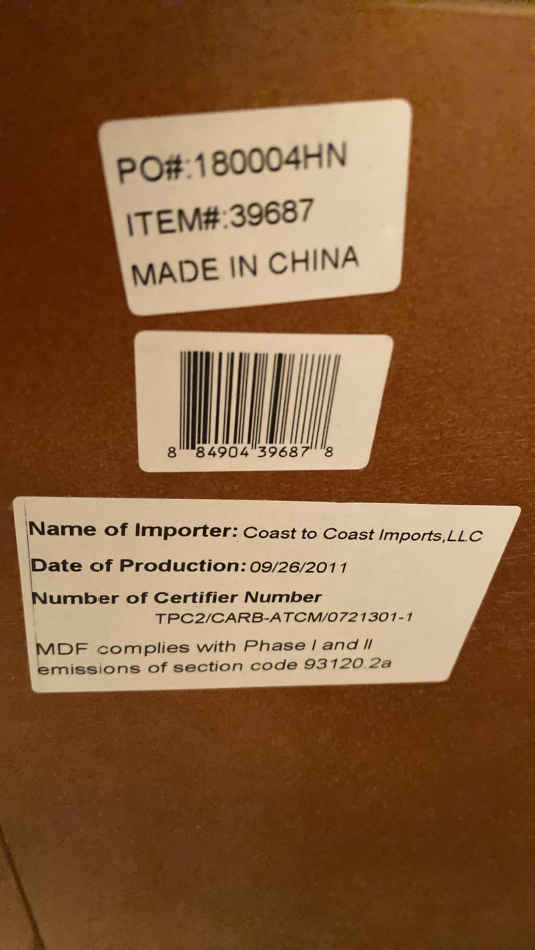 PO#:180004HN
ITEM#:39687
MADE IN CHINA
8 84904 39687 8
Name of Importer: Coast to Coast Imports,LLC
Date of Production: 09/26/2011
Number of Certifier Number
TPC2/CARB-ATCM/0721301-1
MDF complies with Phase I and II
emissions of section code 93120.2a